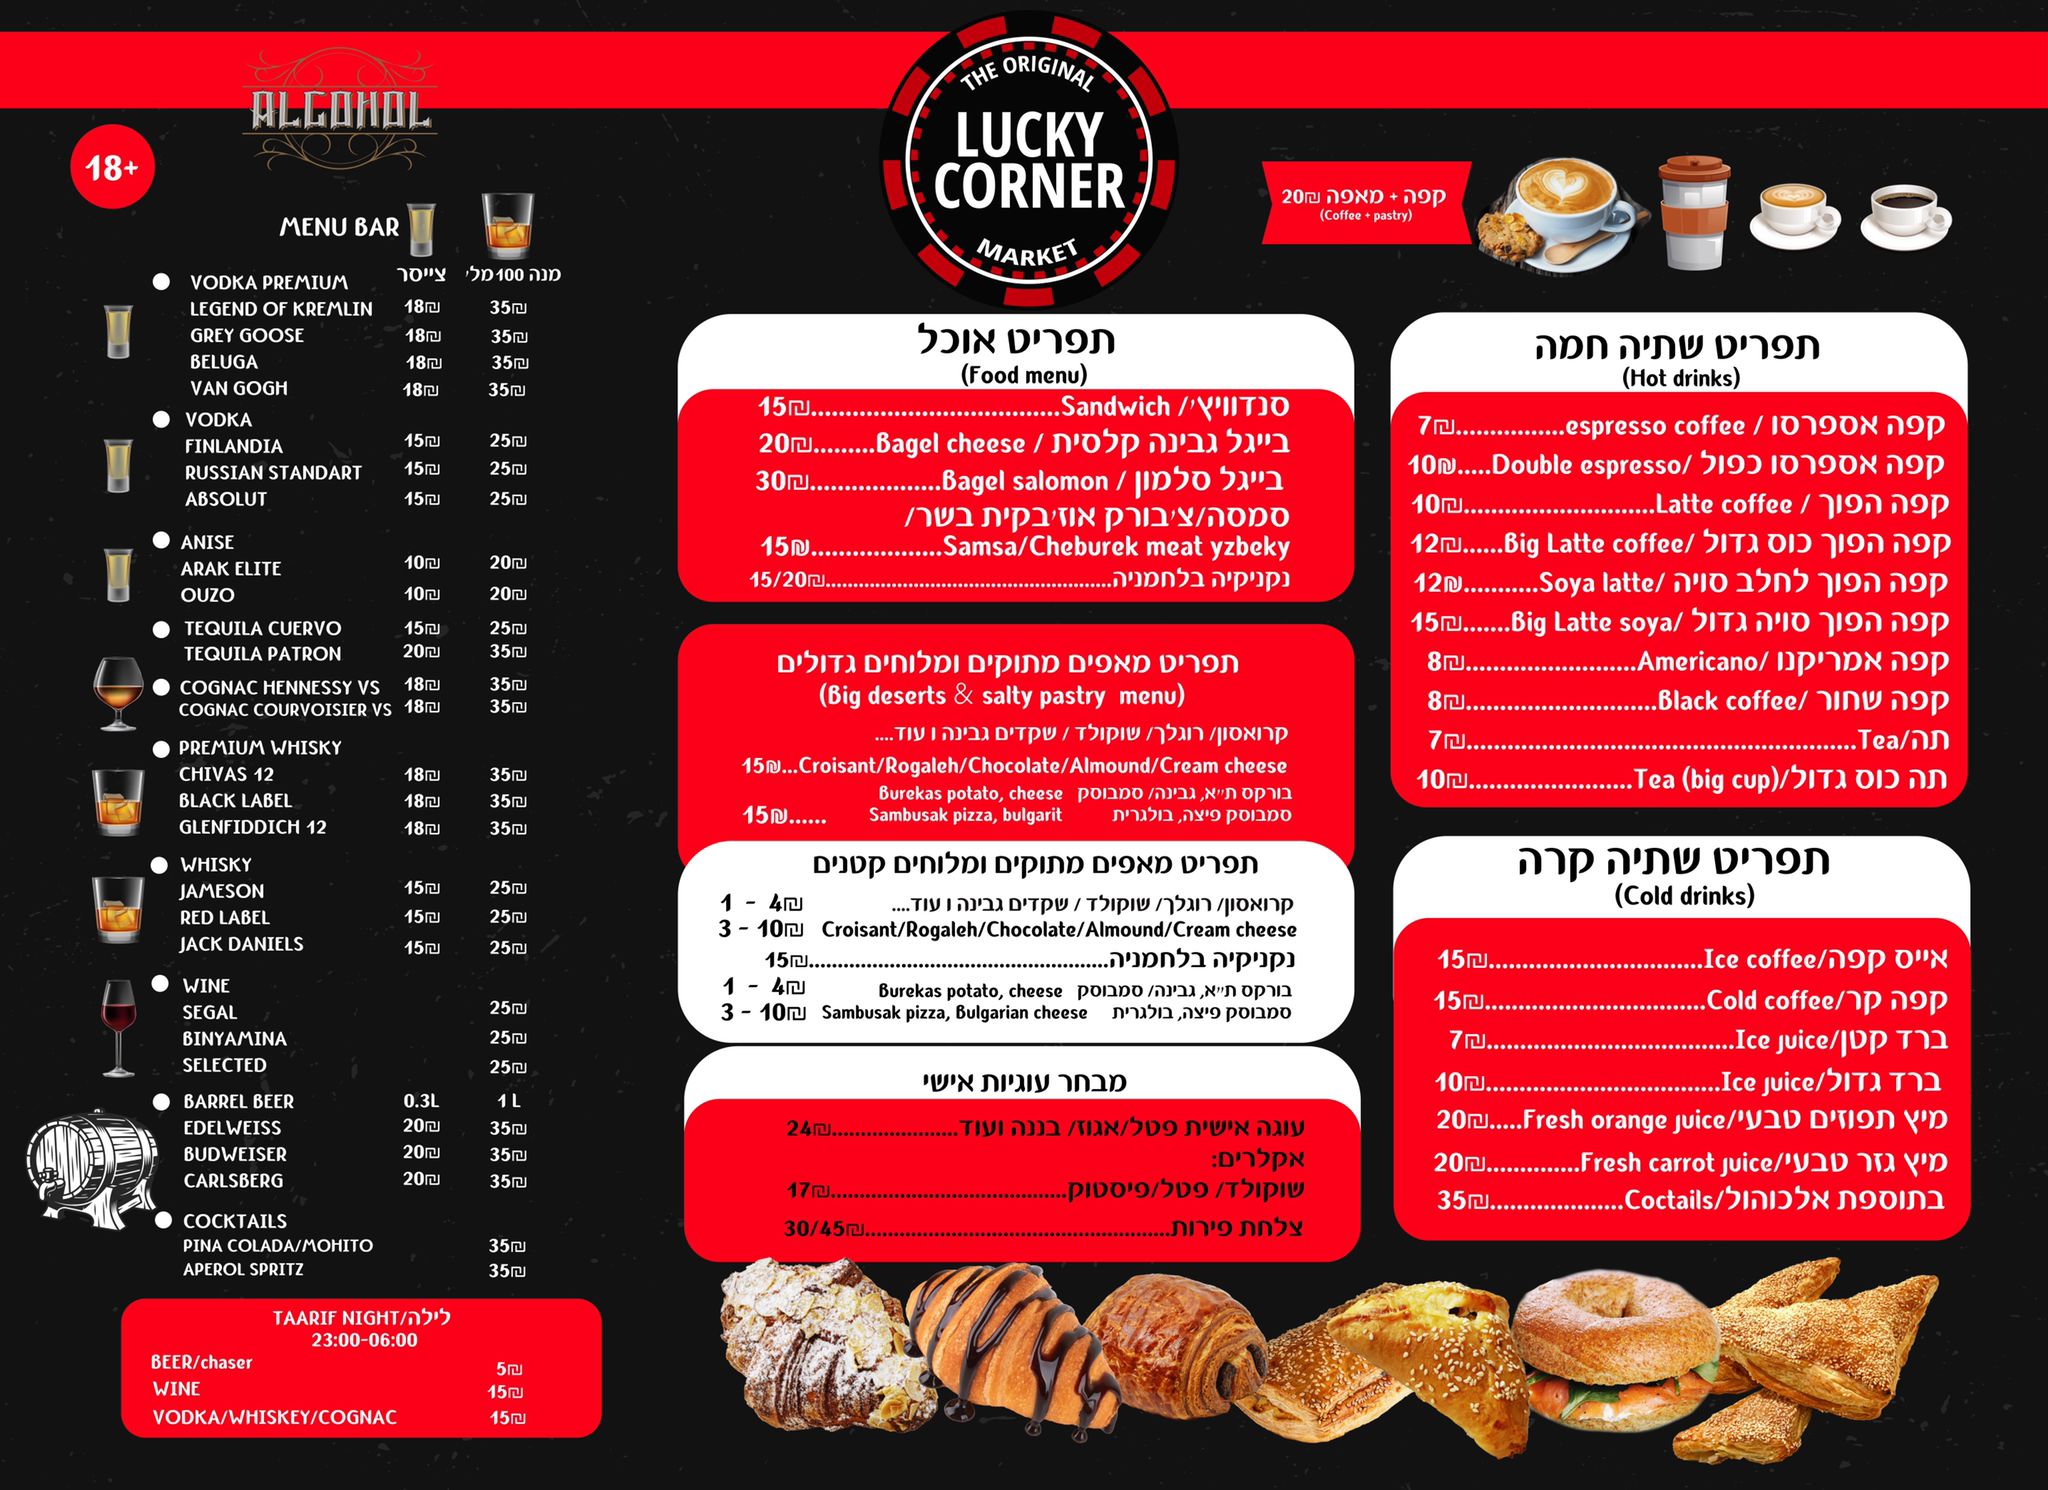 ALCOHOL
18+
MENU BAR
צייסר מנה 100 מל'
VODKA PREMIUM
LEGEND OF KREMLIN 18₪ 35₪
GREY GOOSE 18₪ 35₪
BELUGA 18₪ 35₪
VAN GOGH 18₪ 35₪
VODKA
FINLANDIA 15₪ 25₪
RUSSIAN STANDART 15₪ 25₪
ABSOLUT 15₪ 25₪
ANISE
ARAK ELITE 10₪ 20₪
OUZO 10₪ 20₪
TEQUILA CUERVO 15₪ 25₪
TEQUILA PATRON 20₪ 35₪
COGNAC HENNESSY VS 18₪ 35₪
COGNAC COURVOISIER VS 18₪ 35₪
PREMIUM WHISKY
CHIVAS 12 18₪ 35₪
BLACK LABEL 18₪ 35₪
GLENFIDDICH 12 18₪ 35₪
WHISKY
JAMESON 15₪ 25₪
RED LABEL 15₪ 25₪
JACK DANIELS 15₪ 25₪
WINE
SEGAL 25₪
BINYAMINA 25₪
SELECTED 25₪
BARREL BEER 0.3L 1 L
EDELWEISS 20₪ 35₪
BUDWEISER 20₪ 35₪
CARLSBERG 20₪ 35₪
COCKTAILS
PINA COLADA/MOHITO 35₪
APEROL SPRITZ 35₪
TAARIF NIGHT/לילה
23:00-06:00
BEER/chaser 5₪
WINE 15₪
VODKA/WHISKEY/COGNAC 15₪
THE ORIGINAL
LUCKY
CORNER
MARKET
קפה + מאפה 20₪
(Coffee + pastry)
תפריט אוכל
(Food menu)
סנדוויץ'/ Sandwich..............................15₪
בייגל גבינה קלסית / Bagel cheese.........20₪
בייגל סלמון / Bagel salomon...................30₪
סמסה/צ'בורק אוז'בקית בשר/
Samsa/Cheburek meat yzbeky...................15₪
נקניקיה בלחמניה..................................................15/20₪
תפריט מאפים מתוקים ומלוחים גדולים
(Big deserts & salty pastry menu)
קרואסון/ רוגלך/ שוקולד / שקדים גבינה ו ועוד....
Croisant/Rogaleh/Chocolate/Almound/Cream cheese...15₪
בורקס ת"א, גבינה/ סמבוסק Burekas potato, cheese
סמבוסק פיצה, בולגרית Sambusak pizza, bulgarit ......15₪
תפריט מאפים מתוקים ומלוחים קטנים
קרואסון/ רוגלך/ שוקולד / שקדים גבינה ו ועוד.... 1 - 4₪
Croisant/Rogaleh/Chocolate/Almound/Cream cheese 3 - 10₪
נקניקיה בלחמניה..................................................15₪
בורקס ת"א, גבינה/ סמבוסק Burekas potato, cheese 1 - 4₪
סמבוסק פיצה, בולגרית Sambusak pizza, Bulgarian cheese 3 - 10₪
מבחר עוגיות אישי
עוגה אישית פטל/אגוז/ בננה ועוד.....................24₪
אקלרים:
שוקולד/ פטל/פיסטוק.......................................17₪
צלחת פירות...................................................30/45₪
תפריט שתיה חמה
(Hot drinks)
קפה אספרסו / espresso coffee................7₪
קפה אספרסו כפול /Double espresso.....10₪
קפה הפוך / Latte coffee............................10₪
קפה הפוך כוס גדול /Big Latte coffee......12₪
קפה הפוך לחלב סויה /Soya latte............12₪
קפה הפוך סויה גדול /Big Latte soya.......15₪
קפה אמריקנו /Americano.........................8₪
קפה שחור /Black coffee............................8₪
תה/Tea.........................................................7₪
תה כוס גדול/Tea (big cup)........................10₪
תפריט שתיה קרה
(Cold drinks)
אייס קפה/Ice coffee...............................15₪
קפה קר/Cold coffee................................15₪
ברד קטן/Ice juice....................................7₪
ברד גדול/Ice juice..................................10₪
מיץ תפוזים טבעי/Fresh orange juice.....20₪
מיץ גזר טבעי/Fresh carrot juice.............20₪
בתוספת אלכוהול/Coctails.....................35₪